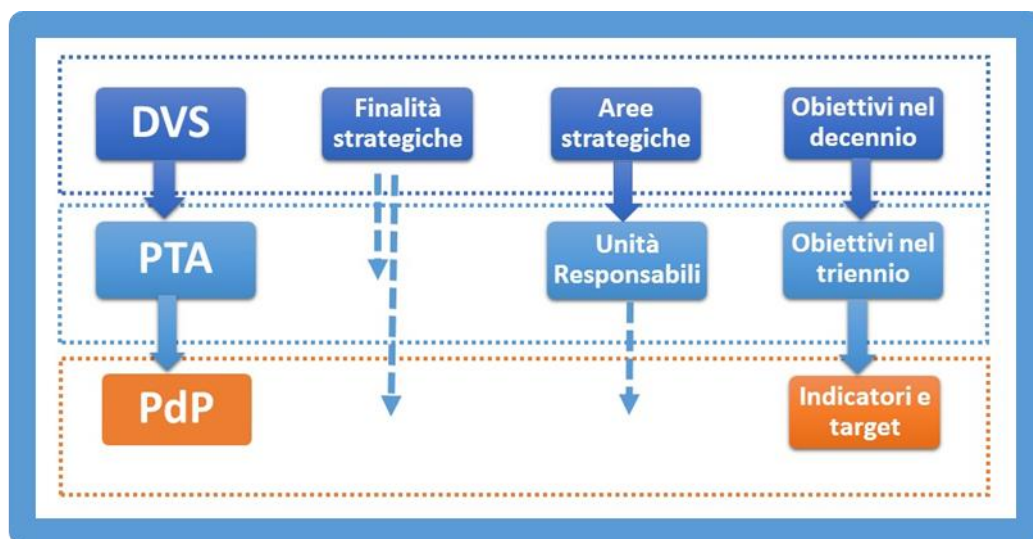 DVS
Finalità
strategiche
Aree
strategiche
Obiettivi nel
decennio
PTA
Unità
Responsabili
Obiettivi nel
triennio
PdP
Indicatori e
target